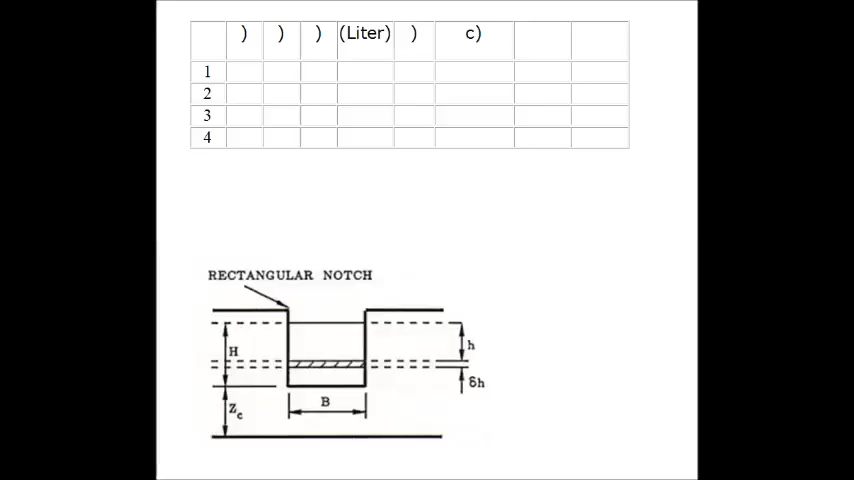 ) ) ) (Liter) ) c)
1
2
3
4
RECTANGULAR NOTCH
H
h
δh
B
Zc